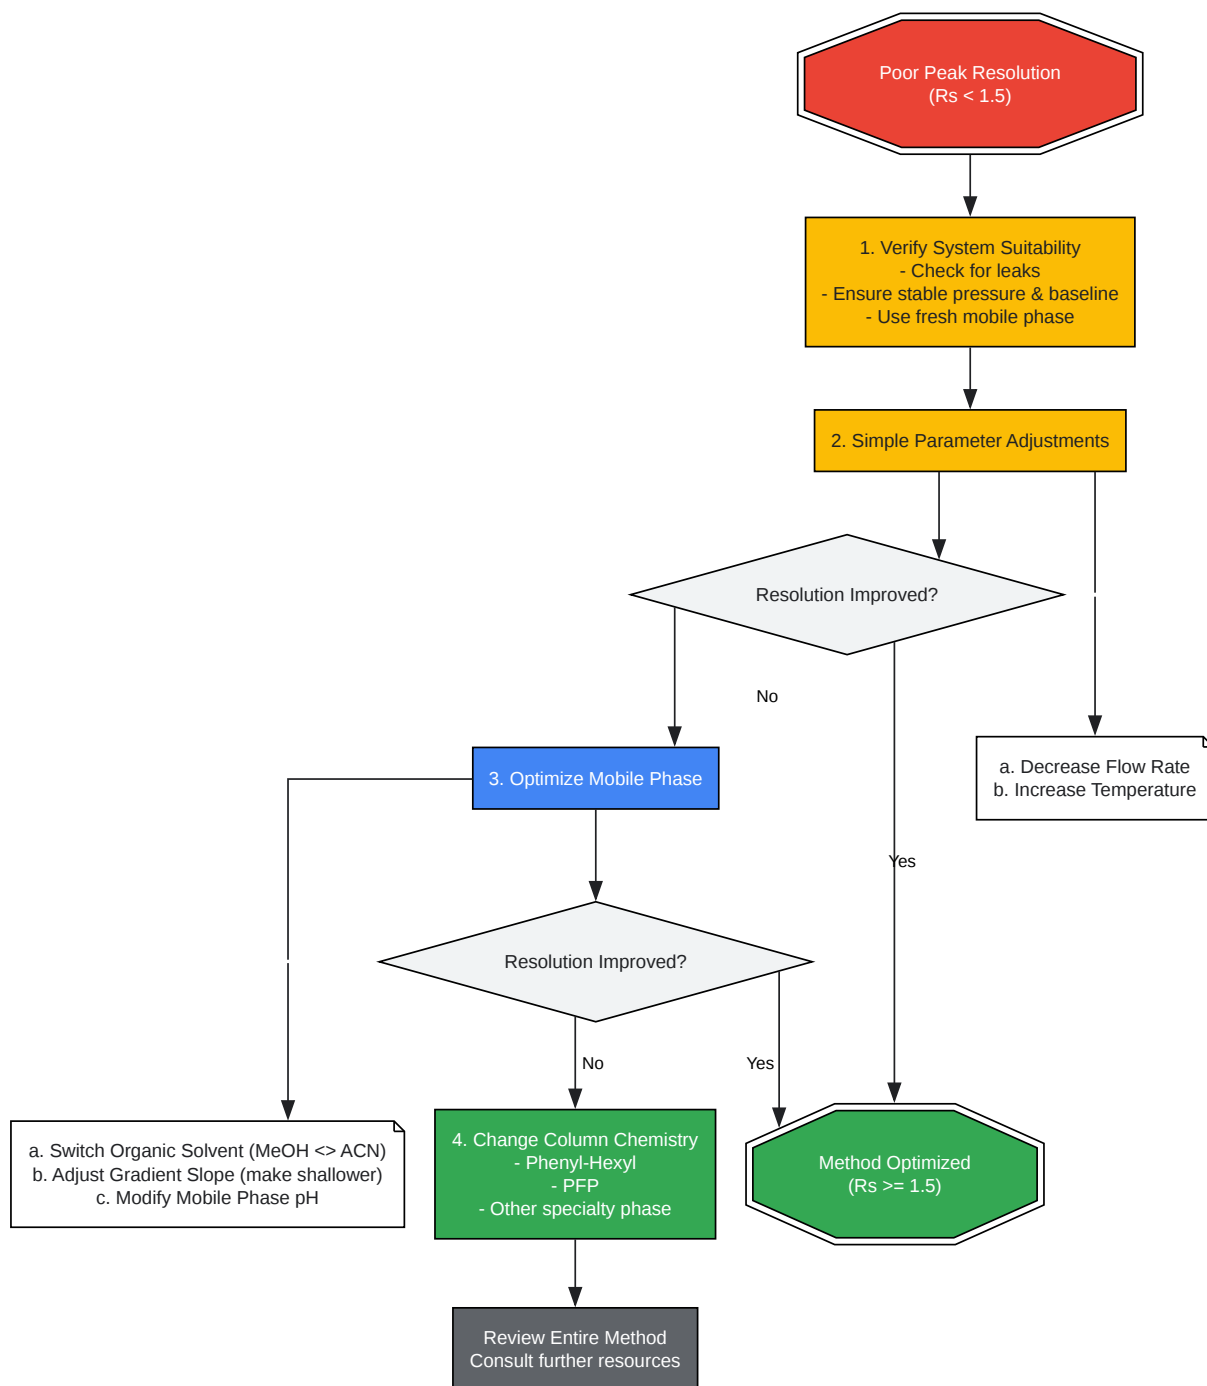 Poor Peak Resolution
(Rs < 1.5)
1. Verify System Suitability
- Check for leaks
- Ensure stable pressure & baseline
- Use fresh mobile phase
2. Simple Parameter Adjustments
Resolution Improved?
No
a. Decrease Flow Rate
b. Increase Temperature
3. Optimize Mobile Phase
Yes
Resolution Improved?
No
Yes
a. Switch Organic Solvent (MeOH <> ACN)
b. Adjust Gradient Slope (make shallower)
c. Modify Mobile Phase pH
4. Change Column Chemistry
- Phenyl-Hexyl
- PFP
- Other specialty phase
Method Optimized
(Rs >= 1.5)
Review Entire Method
Consult further resources